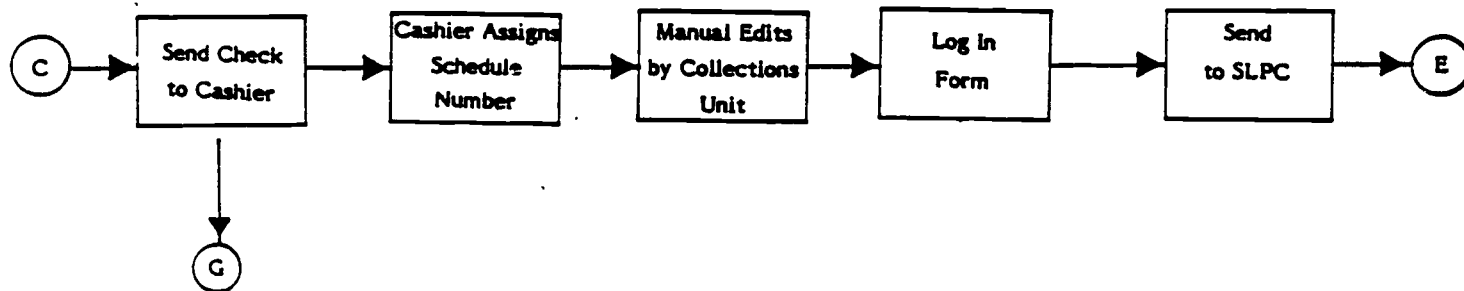 C
Send Check
to Cashier
Cashier Assigns
Schedule
Number
Manual Edits
by Collections
Unit
Log In
Form
Send
to SLPC
E
G